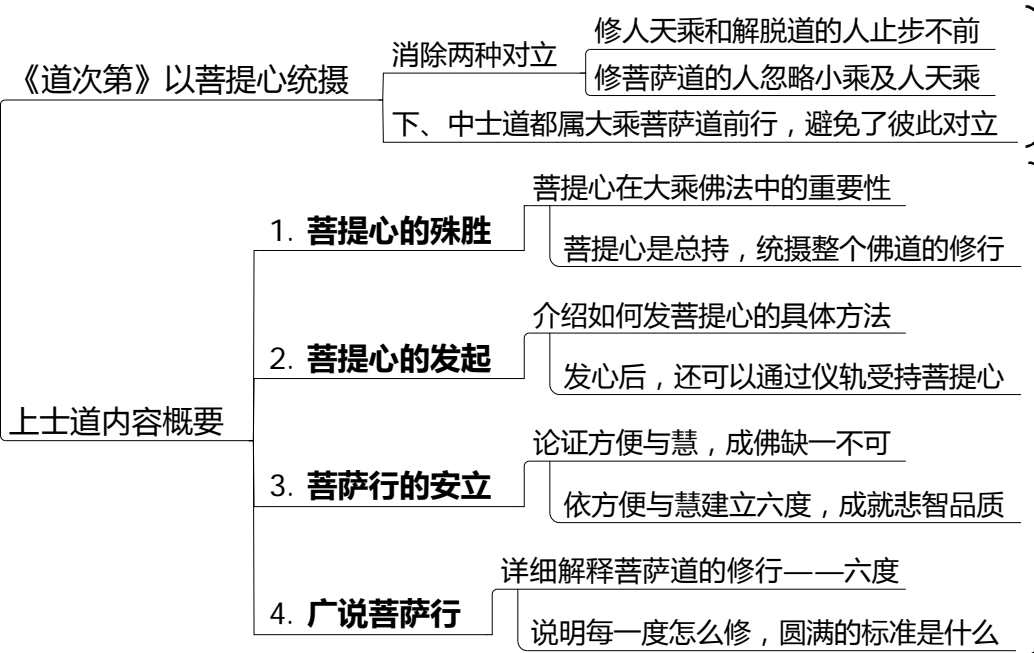 《道次第》以菩提心统摄
消除两种对立
修人天乘和解脱道的人止步不前
修菩萨道的人忽略小乘及人天乘
下、中士道都属大乘菩萨道前行，避免了彼此对立
上士道内容概要
1. 菩提心的殊胜
菩提心在大乘佛法中的重要性
菩提心是总持，统摄整个佛道的修行
2. 菩提心的发起
介绍如何发菩提心的具体方法
发心后，还可以通过仪轨受持菩提心
3. 菩萨行的安立
论证方便与慧，成佛缺一不可
依方便与慧建立六度，成就悲智品质
4. 广说菩萨行
详细解释菩萨道的修行——六度
说明每一度怎么修，圆满的标准是什么